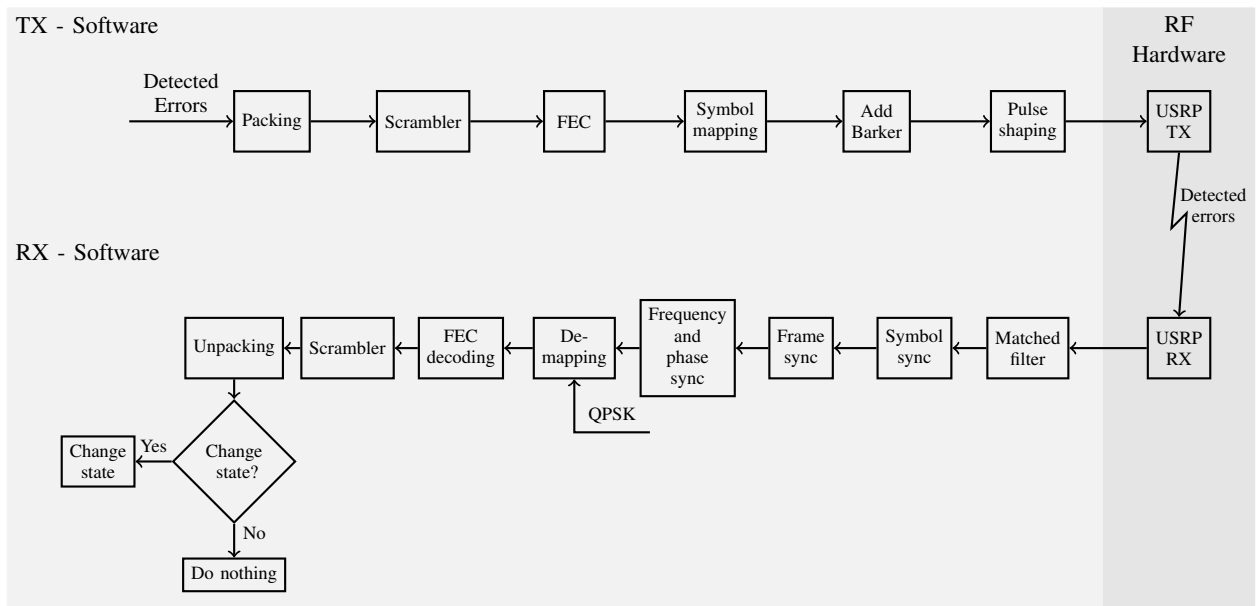 TX - Software
RF
Hardware
Detected
Errors
Packing
Scrambler
FEC
Symbol
mapping
Add
Barker
Pulse
shaping
USRP
TX
Detected
errors
RX - Software
Unpacking
Scrambler
FEC
decoding
De-
mapping
Frequency
and
phase
sync
Frame
sync
Symbol
sync
Matched
filter
USRP
RX
QPSK
Change
state
Yes
Change
state?
No
Do nothing